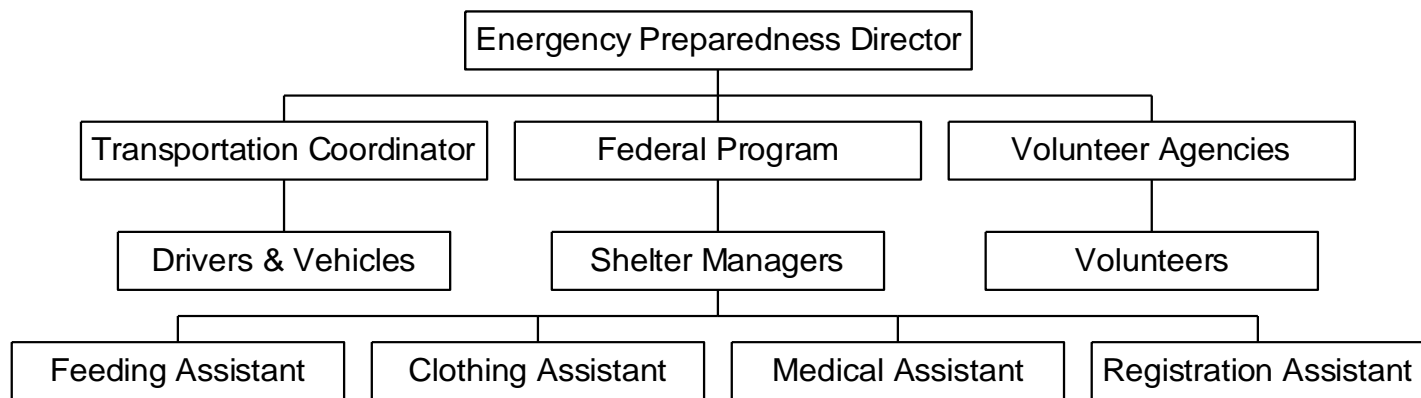 Energy Preparedness Director
Transportation Coordinator
Federal Program
Volunteer Agencies
Drivers & Vehicles
Shelter Managers
Volunteers
Feeding Assistant
Clothing Assistant
Medical Assistant
Registration Assistant